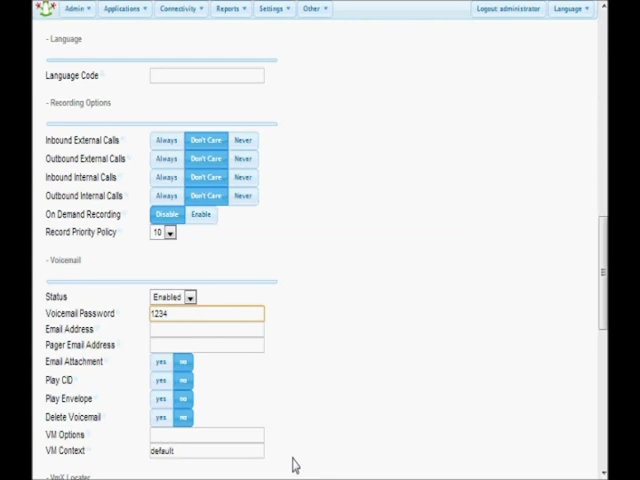 Admin Applications Connectivity Reports Settings Other Logout: administrator Language
- Language
Language Code
- Recording Options
Inbound External Calls Always Don't Care Never
Outbound External Calls Always Don't Care Never
Inbound Internal Calls Always Don't Care Never
Outbound Internal Calls Always Don't Care Never
On Demand Recording Disable Enable
Record Priority Policy 10
- Voicemail
Status Enabled
Voicemail Password 1234
Email Address
Pager Email Address
Email Attachment yes no
Play CID yes no
Play Envelope yes no
Delete Voicemail yes no
VM Options
VM Context default
- VmX Locater